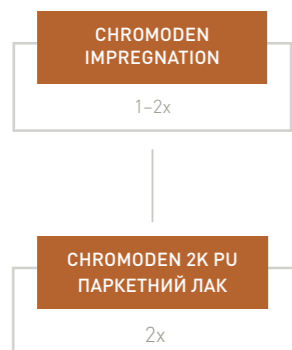 CHROMODEN
IMPREGNATION
1–2x
CHROMODEN 2K PU
ПАРКЕТНИЙ ЛАК
2x